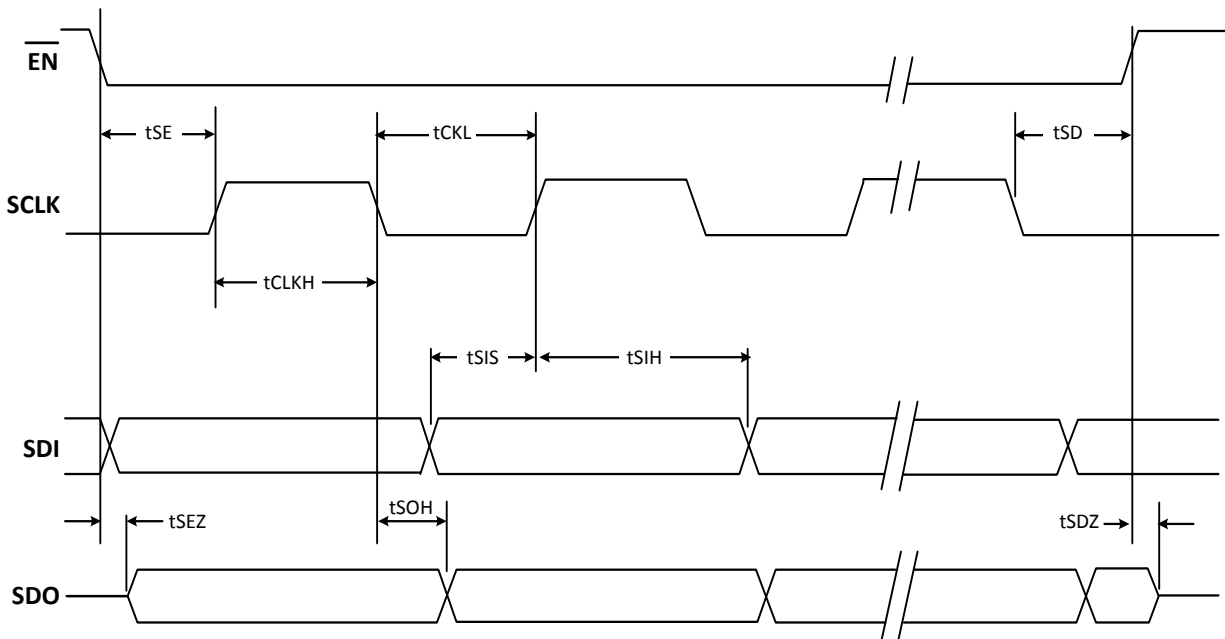 EN
tSE
tCKL
tSD
SCLK
tCLKH
tSIS
tSIH
SDI
tSEZ
tSOH
tSDZ
SDO